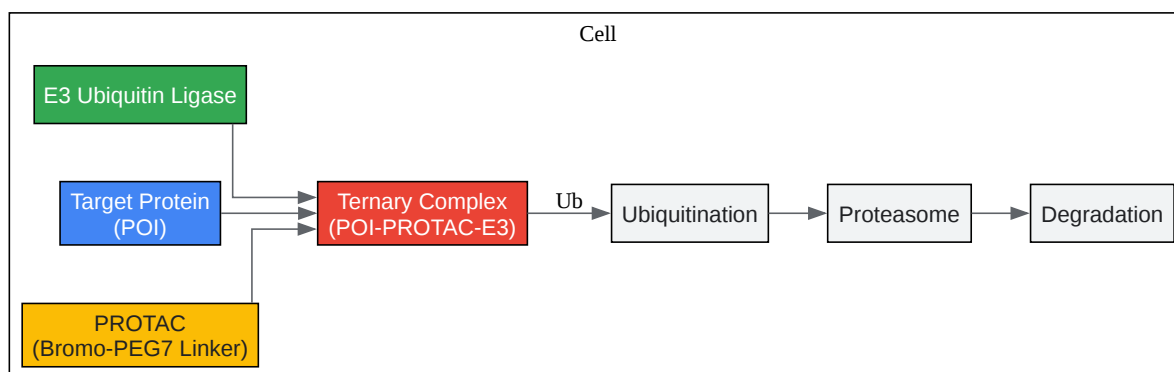 Cell
E3 Ubiquitin Ligase
Target Protein
(POI)
PROTAC
(Bromo-PEG7 Linker)
Ternary Complex
(POI-PROTAC-E3)
Ub
Ubiquitination
Proteasome
Degradation